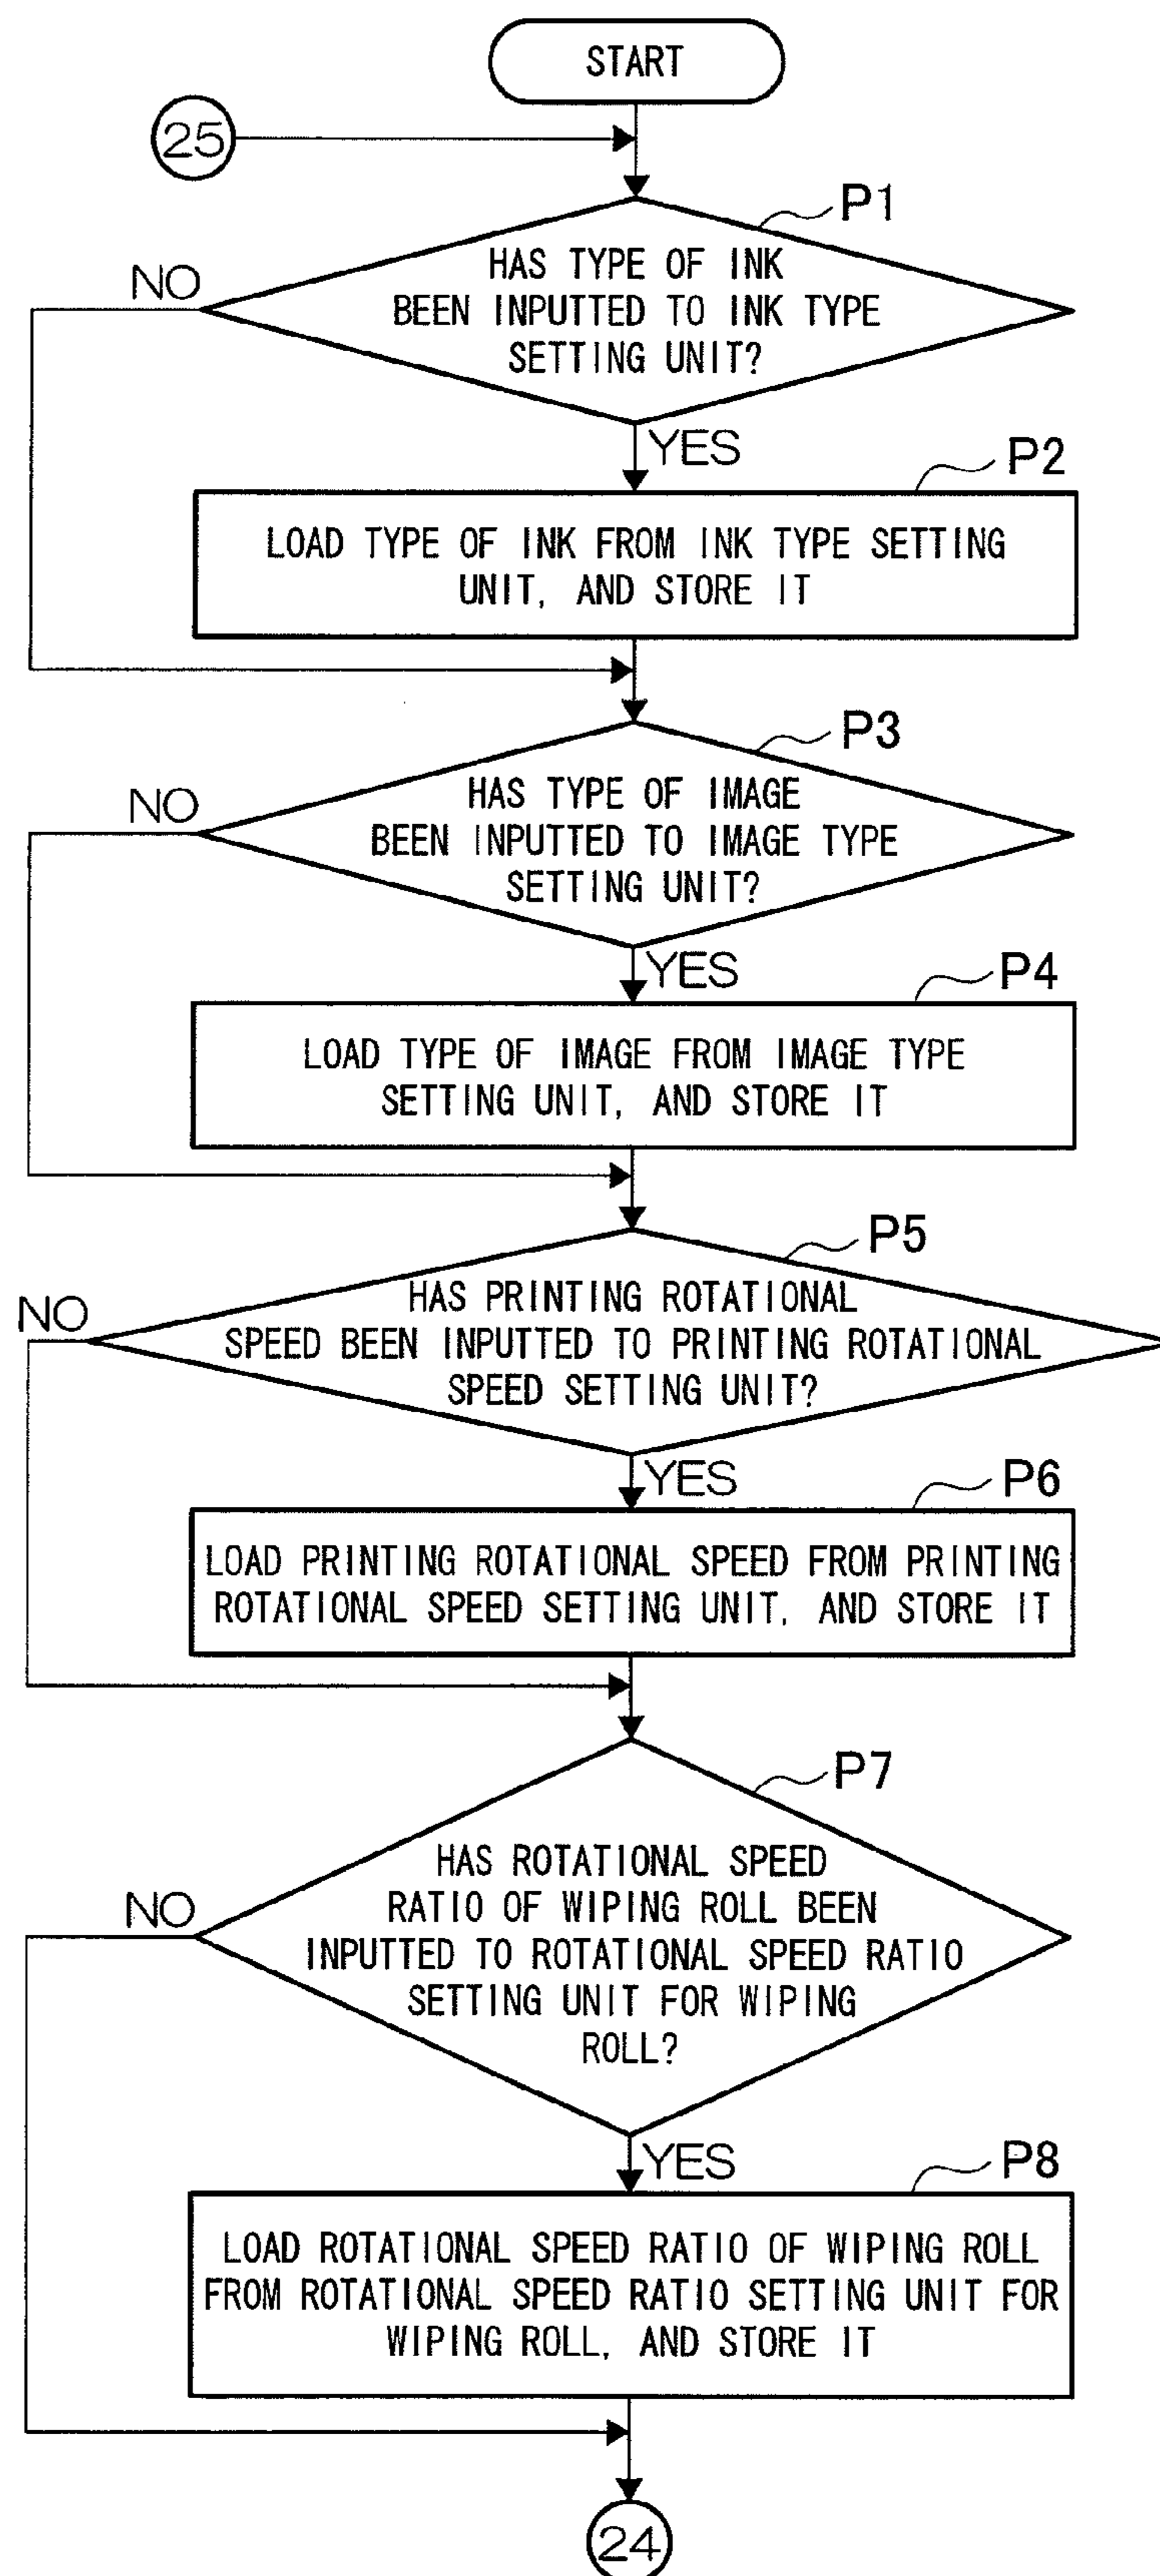 START
25
P1
NO
HAS TYPE OF INK
BEEN INPUTTED TO INK TYPE
SETTING UNIT?
YES
P2
LOAD TYPE OF INK FROM INK TYPE SETTING
UNIT, AND STORE IT
P3
NO
HAS TYPE OF IMAGE
BEEN INPUTTED TO IMAGE TYPE
SETTING UNIT?
YES
P4
LOAD TYPE OF IMAGE FROM IMAGE TYPE
SETTING UNIT, AND STORE IT
P5
NO
HAS PRINTING ROTATIONAL
SPEED BEEN INPUTTED TO PRINTING ROTATIONAL
SPEED SETTING UNIT?
YES
P6
LOAD PRINTING ROTATIONAL SPEED FROM PRINTING
ROTATIONAL SPEED SETTING UNIT, AND STORE IT
P7
NO
HAS ROTATIONAL SPEED
RATIO OF WIPING ROLL BEEN
INPUTTED TO ROTATIONAL SPEED RATIO
SETTING UNIT FOR WIPING
ROLL?
YES
P8
LOAD ROTATIONAL SPEED RATIO OF WIPING ROLL
FROM ROTATIONAL SPEED RATIO SETTING UNIT FOR
WIPING ROLL, AND STORE IT
24